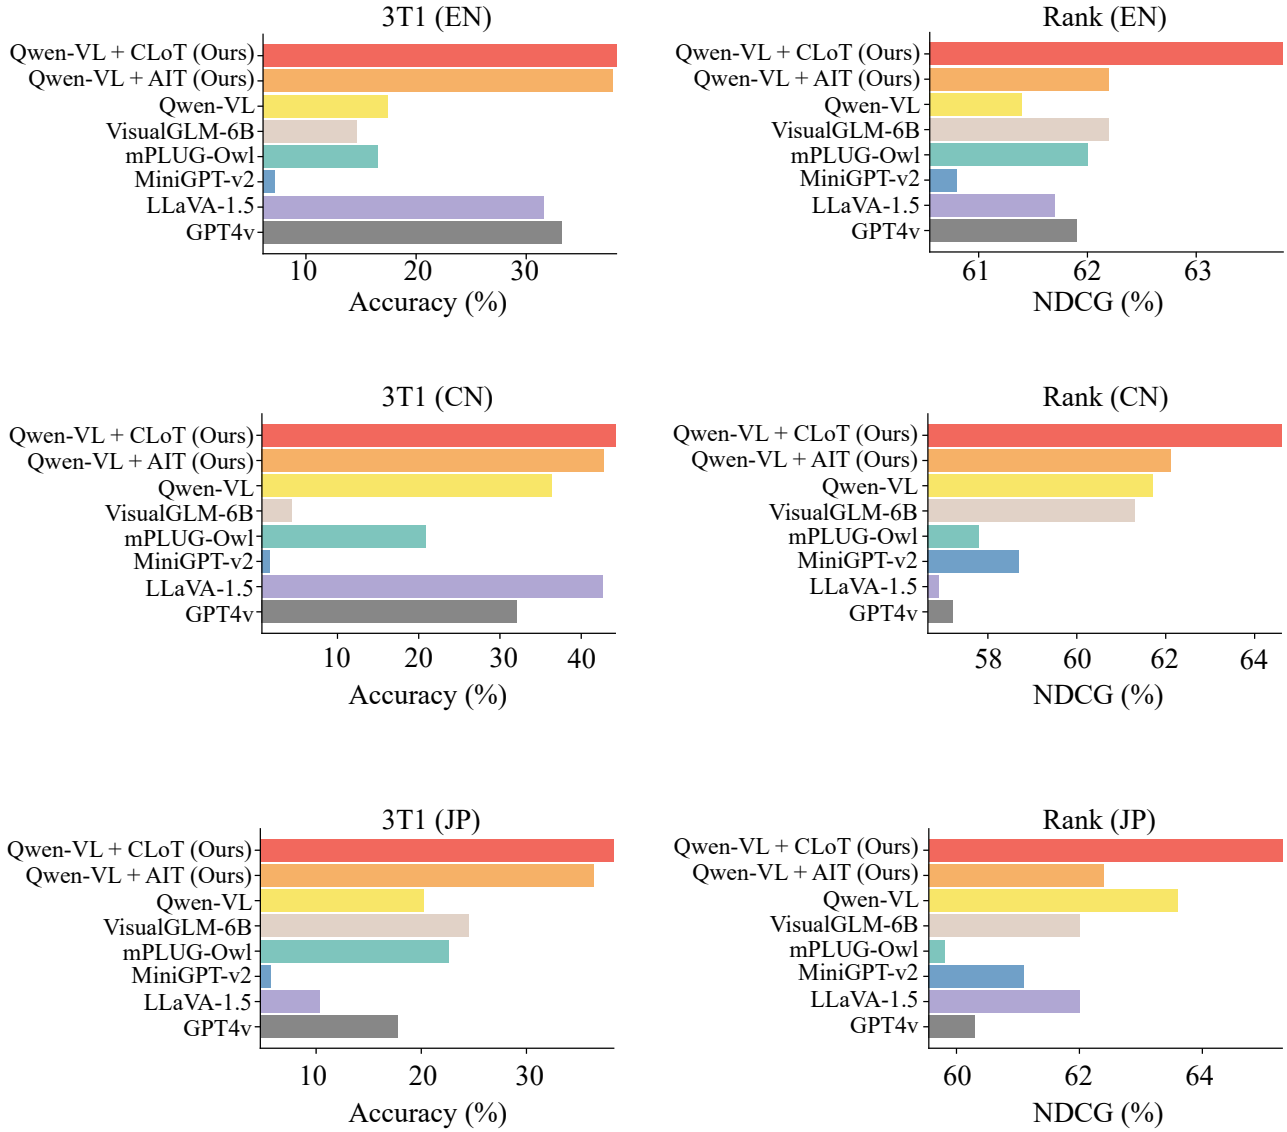 3T1 (EN)
Qwen-VL + CLoT (Ours)
Qwen-VL + AIT (Ours)
Qwen-VL
VisualGLM-6B
mPLUG-Owl
MiniGPT-v2
LLaVA-1.5
GPT4v
10 20 30
Accuracy (%)
Rank (EN)
Qwen-VL + CLoT (Ours)
Qwen-VL + AIT (Ours)
Qwen-VL
VisualGLM-6B
mPLUG-Owl
MiniGPT-v2
LLaVA-1.5
GPT4v
61 62 63
NDCG (%)
3T1 (CN)
Qwen-VL + CLoT (Ours)
Qwen-VL + AIT (Ours)
Qwen-VL
VisualGLM-6B
mPLUG-Owl
MiniGPT-v2
LLaVA-1.5
GPT4v
10 20 30 40
Accuracy (%)
Rank (CN)
Qwen-VL + CLoT (Ours)
Qwen-VL + AIT (Ours)
Qwen-VL
VisualGLM-6B
mPLUG-Owl
MiniGPT-v2
LLaVA-1.5
GPT4v
58 60 62 64
NDCG (%)
3T1 (JP)
Qwen-VL + CLoT (Ours)
Qwen-VL + AIT (Ours)
Qwen-VL
VisualGLM-6B
mPLUG-Owl
MiniGPT-v2
LLaVA-1.5
GPT4v
10 20 30
Accuracy (%)
Rank (JP)
Qwen-VL + CLoT (Ours)
Qwen-VL + AIT (Ours)
Qwen-VL
VisualGLM-6B
mPLUG-Owl
MiniGPT-v2
LLaVA-1.5
GPT4v
60 62 64
NDCG (%)